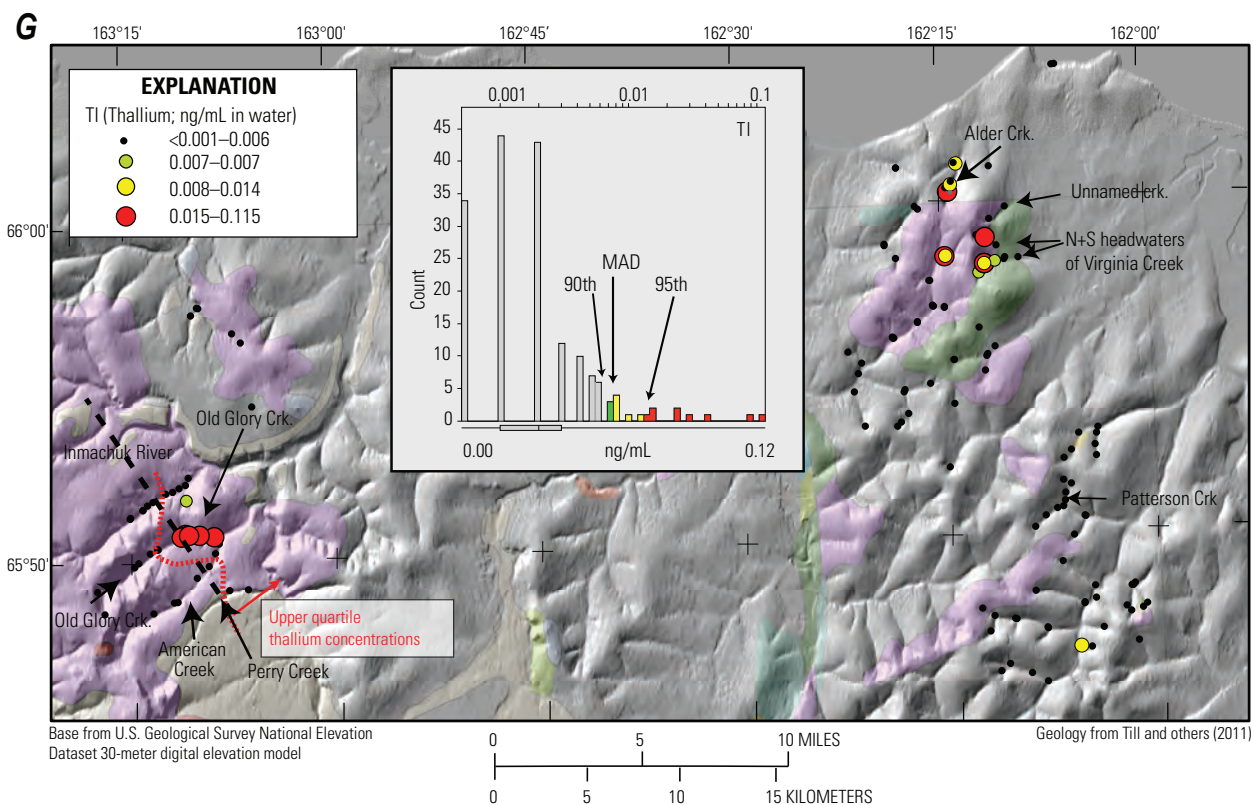 G
163°15' 163°00' 162°45' 162°30' 162°15' 162°00'
EXPLANATION
Tl (Thallium; ng/mL in water)
<0.001–0.006
0.007–0.007
0.008–0.014
0.015–0.115
0.001 0.01 0.1
Tl
45
40
35
30
25
20
15
10
5
0
Count
90th
MAD
95th
0.00 ng/mL 0.12
Alder Crk.
Unnamed crk.
N+S headwaters
of Virginia Creek
66°00'
Old Glory Crk.
Inmachuk River
Patterson Crk
65°50'
Old Glory Crk.
American
Creek
Perry Creek
Upper quartile
thallium concentrations
Base from U.S. Geological Survey National Elevation
Dataset 30-meter digital elevation model
Geology from Till and others (2011)
0 5 10 MILES
0 5 10 15 KILOMETERS